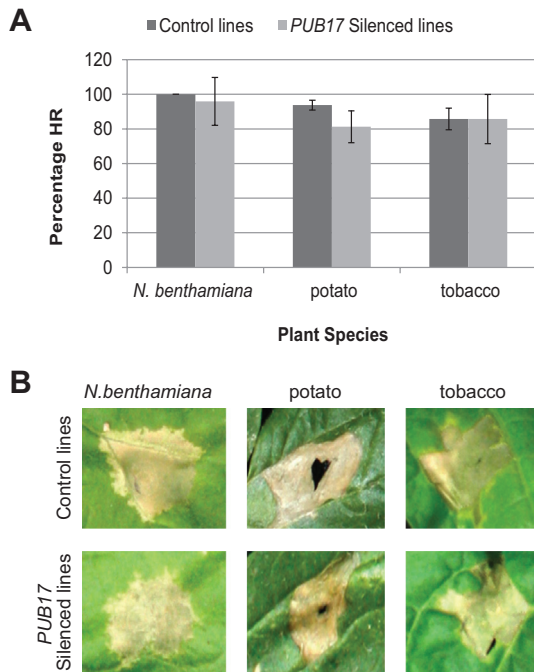 A
Control lines PUB17 Silenced lines
Percentage HR
120
100
80
60
40
20
0
N. benthamiana potato tobacco
Plant Species
B
N.benthamiana potato tobacco
Control lines
PUB17
Silenced lines